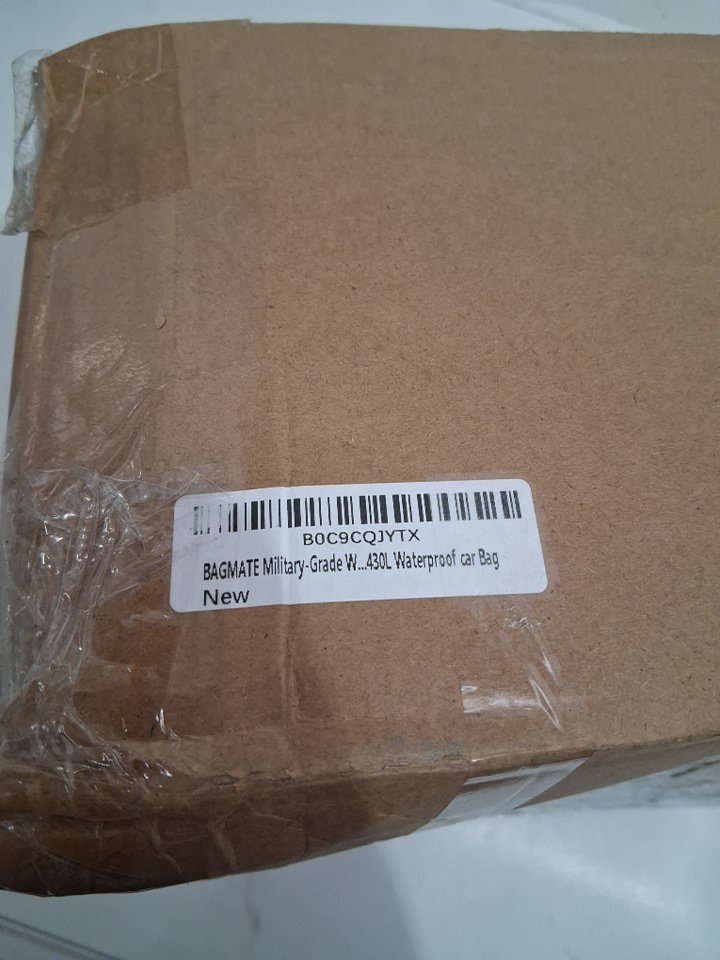 B0C9CQJYTX
BAGMATE Military-Grade W...430L Waterproof car Bag
New